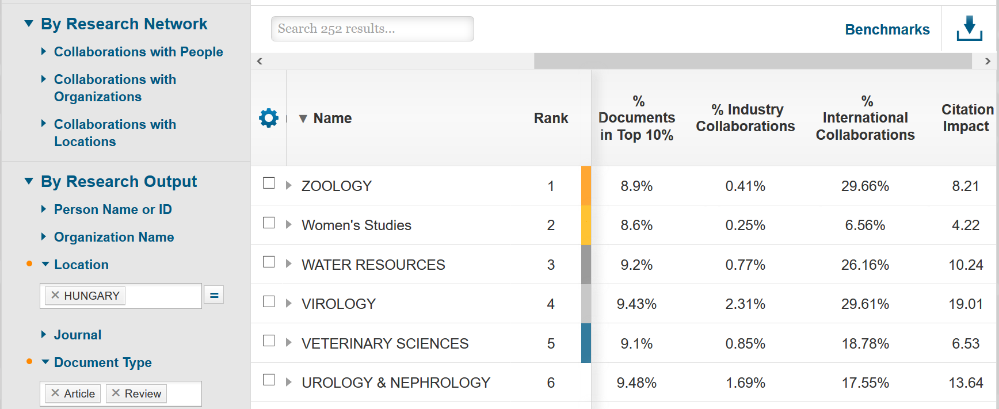 By Research Network
Collaborations with People
Collaborations with
Organizations
Collaborations with
Locations
By Research Output
Person Name or ID
Organization Name
Location
HUNGARY
=
Journal
Document Type
Article Review
Search 252 results...
Benchmarks
Name Rank % Documents in Top 10% % Industry Collaborations % International Collaborations Citation Impact
ZOOLOGY 1 8.9% 0.41% 29.66% 8.21
Women's Studies 2 8.6% 0.25% 6.56% 4.22
WATER RESOURCES 3 9.2% 0.77% 26.16% 10.24
VIROLOGY 4 9.43% 2.31% 29.61% 19.01
VETERINARY SCIENCES 5 9.1% 0.85% 18.78% 6.53
UROLOGY & NEPHROLOGY 6 9.48% 1.69% 17.55% 13.64